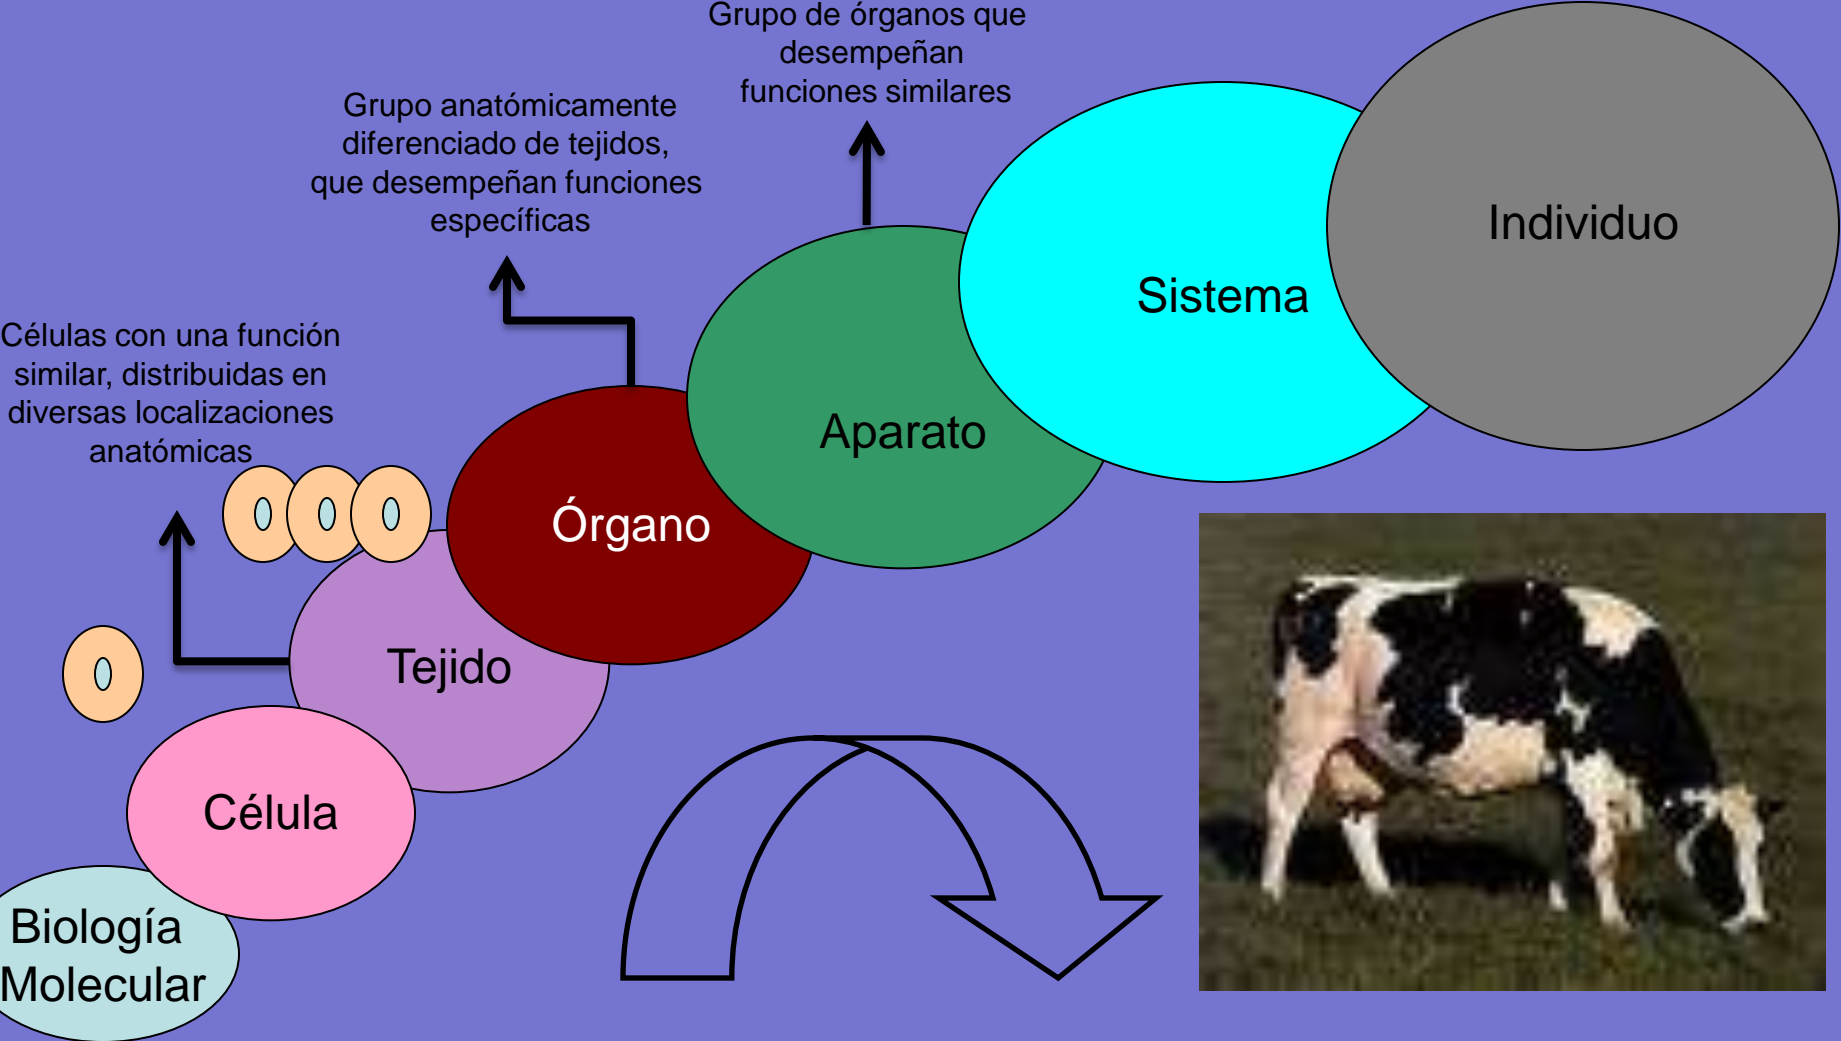 Grupo de órganos que
desempeñan
funciones similares
Grupo anatómicamente
diferenciado de tejidos,
que desempeñan funciones
específicas
Células con una función
similar, distribuidas en
diversas localizaciones
anatómicas
Individuo
Sistema
Aparato
Órgano
Tejido
Célula
Biología
Molecular